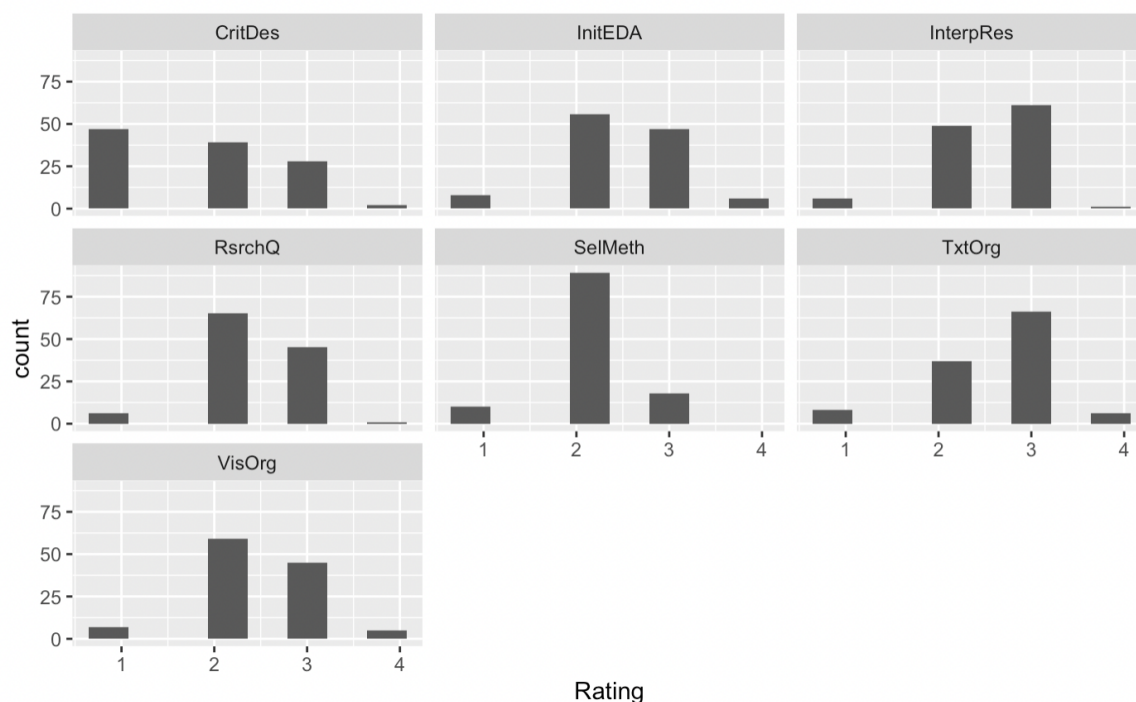 CritDes InitEDA InterpRes
75
50
25
0
RsrchQ SelMeth TxtOrg
75
50
25
0
1 2 3 4 1 2 3 4
VisOrg
75
50
25
0
1 2 3 4
count
Rating